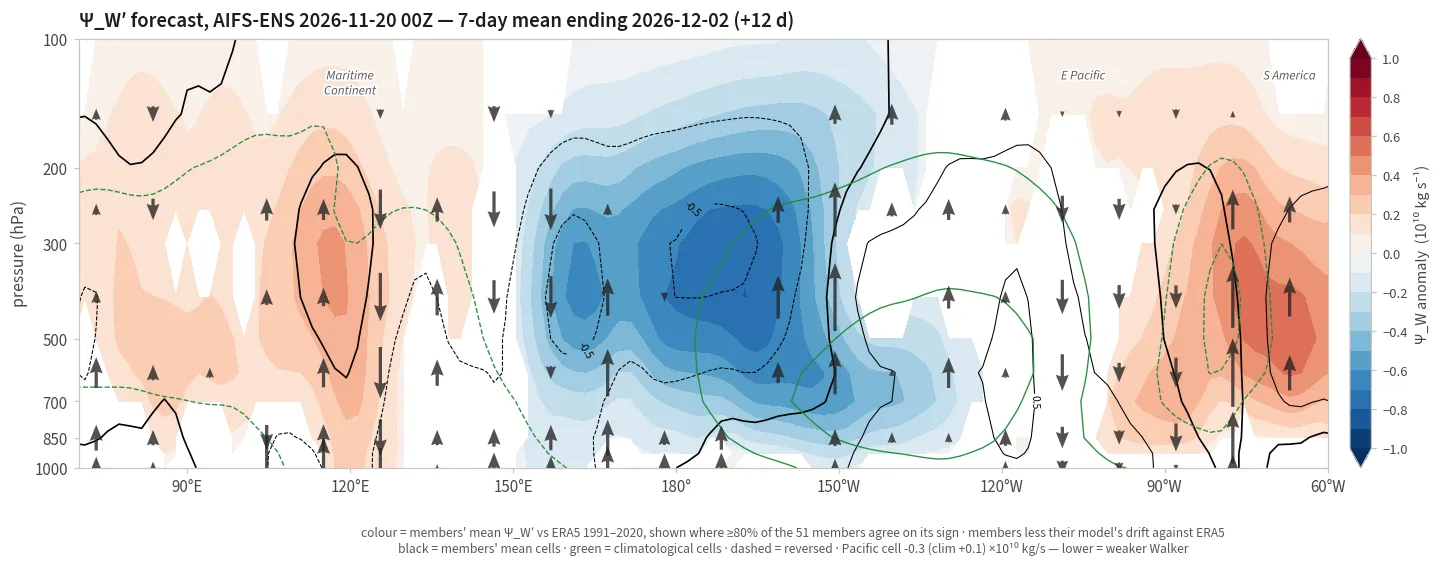 Ψ_W′ forecast, AIFS-ENS 2026-11-20 00Z — 7-day mean ending 2026-12-02 (+12 d)
100
200
300
400
500
700
850
1000
pressure (hPa)
Maritime
Continent
E Pacific
S America
-0.5
-0.5
0.5
90°E
120°E
150°E
180°
150°W
120°W
90°W
60°W
1.0
0.8
0.6
0.4
0.2
0.0
−0.2
−0.4
−0.6
−0.8
−1.0
Ψ_W anomaly (10¹⁰ kg s⁻¹)
colour = members' mean Ψ_W′ vs ERA5 1991–2020, shown where ≥80% of the 51 members agree on its sign · members less their model's drift against ERA5
black = members' mean cells · green = climatological cells · dashed = reversed · Pacific cell -0.3 (clim +0.1) ×10¹⁰ kg/s — lower = weaker Walker